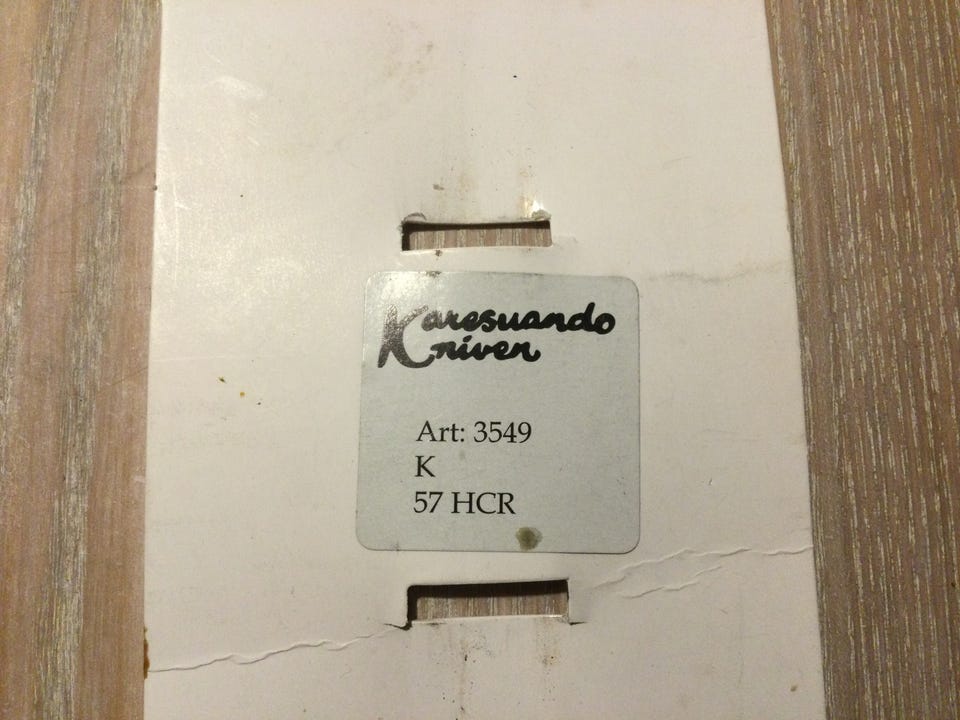 Karesuando
Kniven
Art: 3549
K
57 HCR